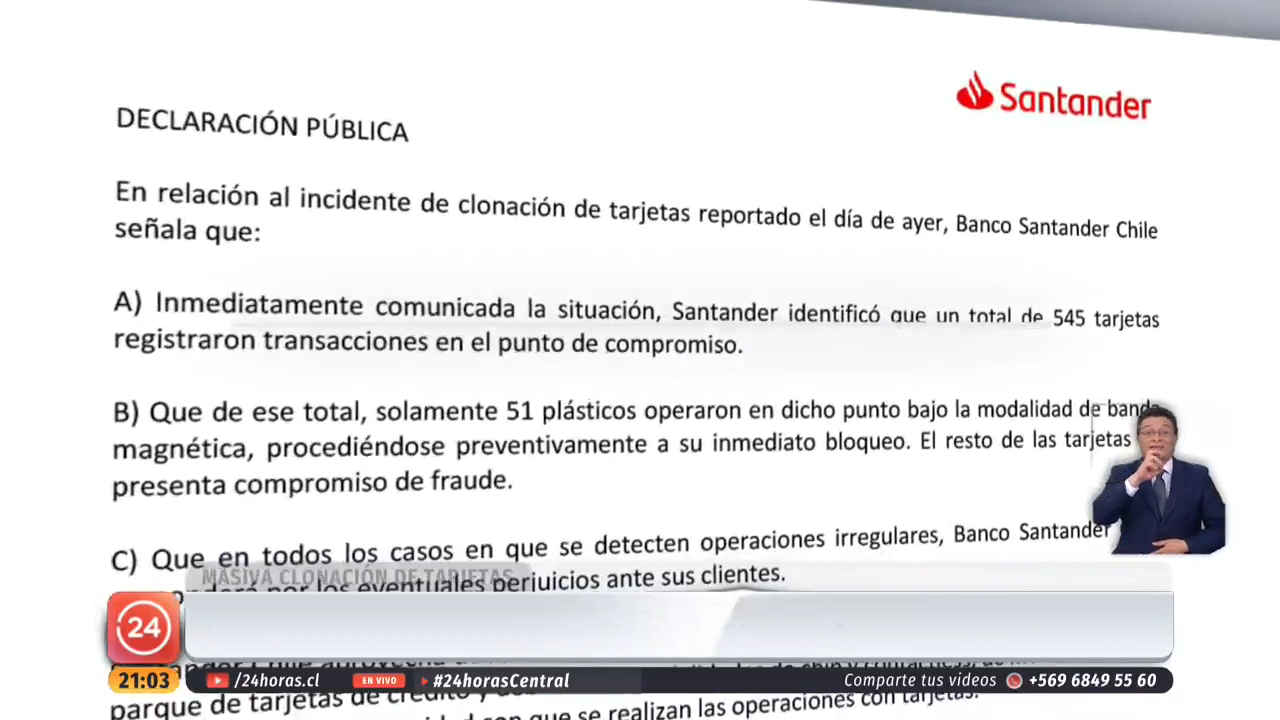 Santander
DECLARACIÓN PÚBLICA
En relación al incidente de clonación de tarjetas reportado el día de ayer, Banco Santander Chile
señala que:
A) Inmediatamente comunicada la situación, Santander identificó que un total de 545 tarjetas
registraron transacciones en el punto de compromiso.
B) Que de ese total, solamente 51 plásticos operaron en dicho punto bajo la modalidad de banda
magnética, procediéndose preventivamente a su inmediato bloqueo. El resto de las tarjetas
presenta compromiso de fraude.
C) Que en todos los casos en que se detecten operaciones irregulares, Banco Santander
por los eventuales perjuicios ante sus clientes.
MASIVA CLONACIÓN DE TARJETAS
24
parque de tarjetas de crédito y
que se realizan las operaciones con tarjetas.
21:03 /24horas.cl EN VIVO #24horasCentral Comparte tus videos +569 6849 55 60